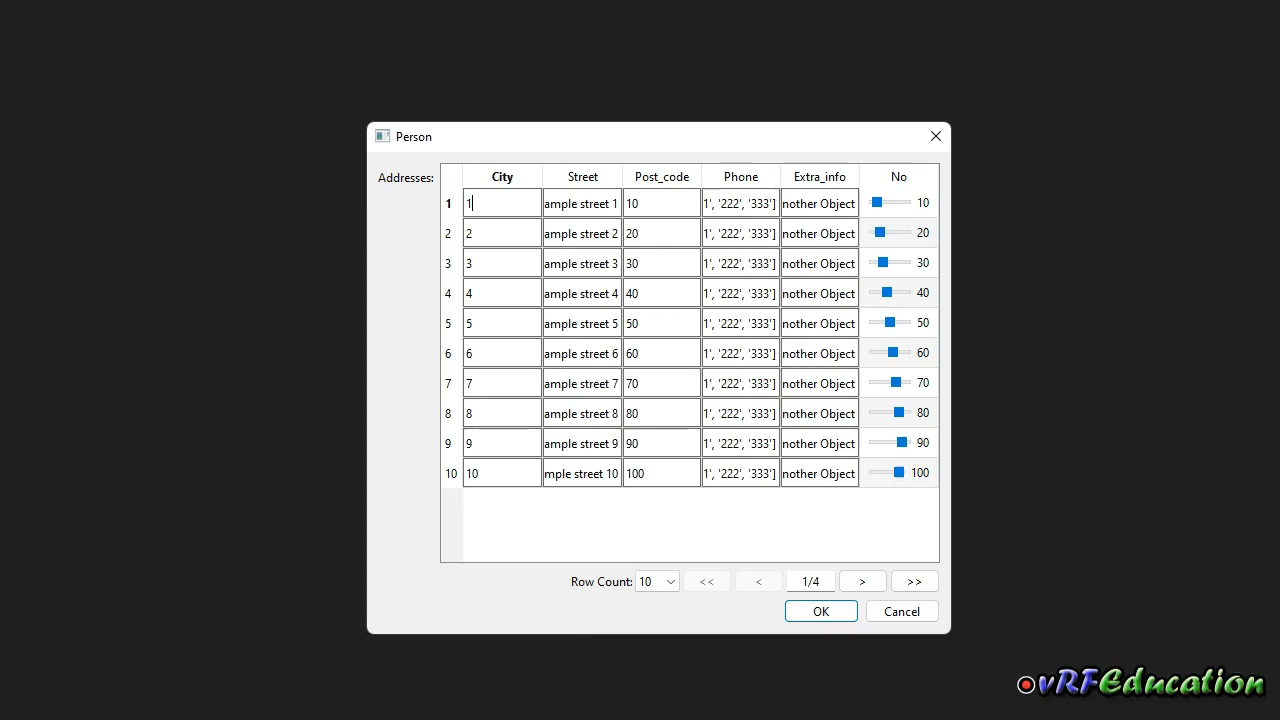 Person
Addresses:
City Street Post_code Phone Extra_info No
1 1 ample street 1 10 1', '222', '333'] nother Object 10
2 2 ample street 2 20 1', '222', '333'] nother Object 20
3 3 ample street 3 30 1', '222', '333'] nother Object 30
4 4 ample street 4 40 1', '222', '333'] nother Object 40
5 5 ample street 5 50 1', '222', '333'] nother Object 50
6 6 ample street 6 60 1', '222', '333'] nother Object 60
7 7 ample street 7 70 1', '222', '333'] nother Object 70
8 8 ample street 8 80 1', '222', '333'] nother Object 80
9 9 ample street 9 90 1', '222', '333'] nother Object 90
10 10 mple street 10 100 1', '222', '333'] nother Object 100
Row Count: 10 << < 1/4 > >>
OK Cancel
vRFEducation